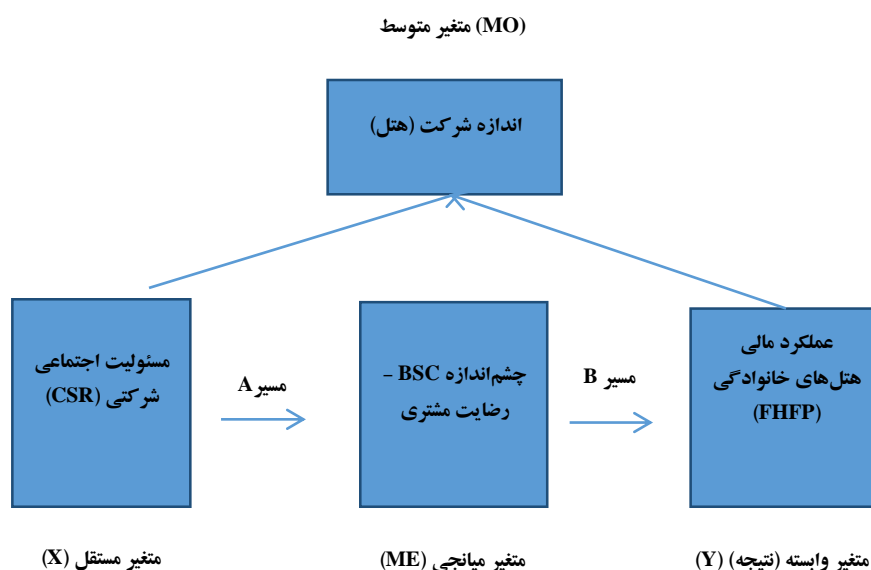 متغیر متوسط (MO)
اندازه شرکت (هتل)
مسئولیت اجتماعی
شرکتی (CSR)
مسیر A
چشم‌اندازه BSC –
رضایت مشتری
مسیر B
عملکرد مالی
هتل‌های خانوادگی
(FHFP)
متغیر مستقل (X)
متغیر میانجی (ME)
متغیر وابسته (نتیجه) (Y)